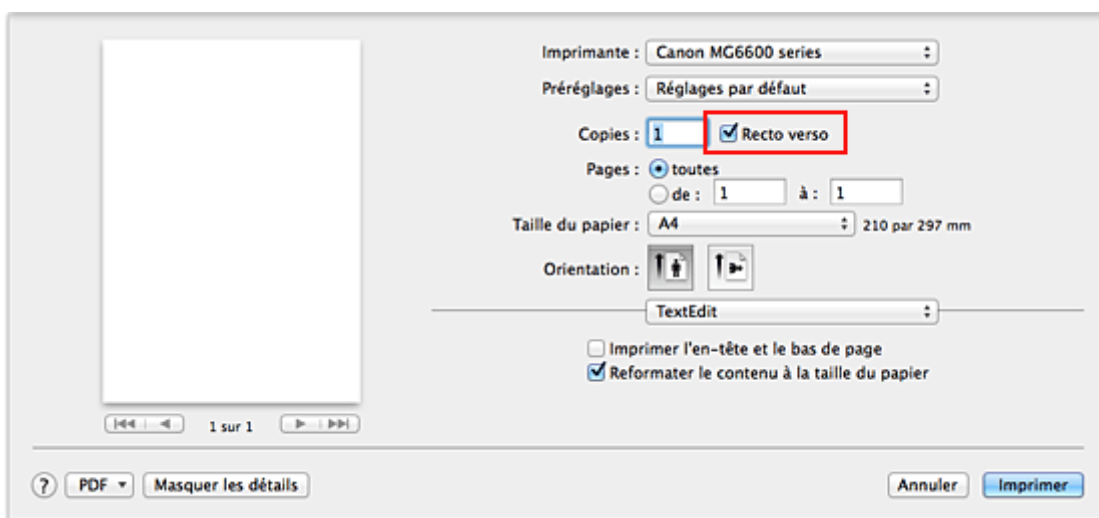 Imprimante : Canon MG6600 series
Préréglages : Réglages par défaut
Copies : 1 Recto verso
Pages : toutes
de : 1 à : 1
Taille du papier : A4 210 par 297 mm
Orientation :
TextEdit
Imprimer l'en-tête et le bas de page
Reformater le contenu à la taille du papier
1 sur 1
? PDF Masquer les détails Annuler Imprimer